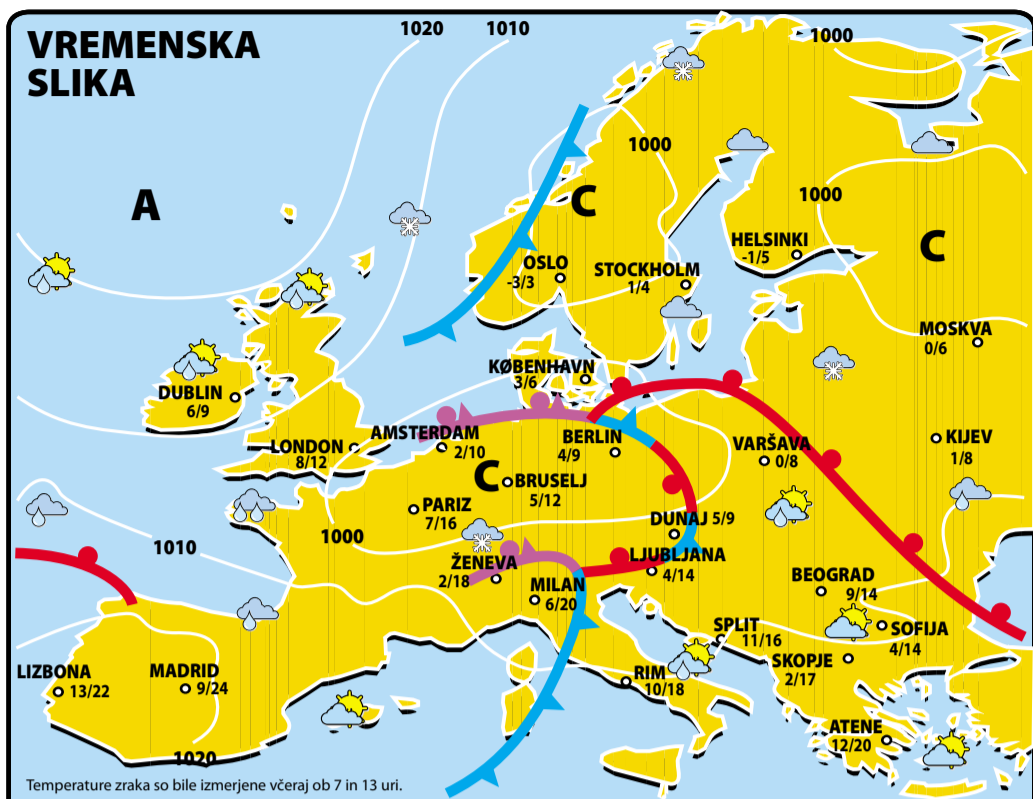 VREMENSKA
SLIKA
1020
1010
1000
A
1000
C
1000
C
HELSINKI
-1/5
OSLO
-3/3
STOCKHOLM
1/4
MOSKVA
0/6
KØBENHAVN
3/6
DUBLIN
6/9
LONDON
8/12
AMSTERDAM
2/10
BERLIN
4/9
VARŠAVA
0/8
KIJEV
1/8
C
BRUSELJ
5/12
PARIZ
7/16
DUNAJ 5/9
1010
1000
ŽENEVA
2/18
MILAN
6/20
LJUBLJANA
4/14
BEOGRAD
9/14
SPLIT
11/16
SOFIJA
4/14
SKOPJE
2/17
LIZBONA
13/22
MADRID
9/24
RIM
10/18
ATENE
12/20
1020
Temperature zraka so bile izmerjene včeraj ob 7 in 13 uri.